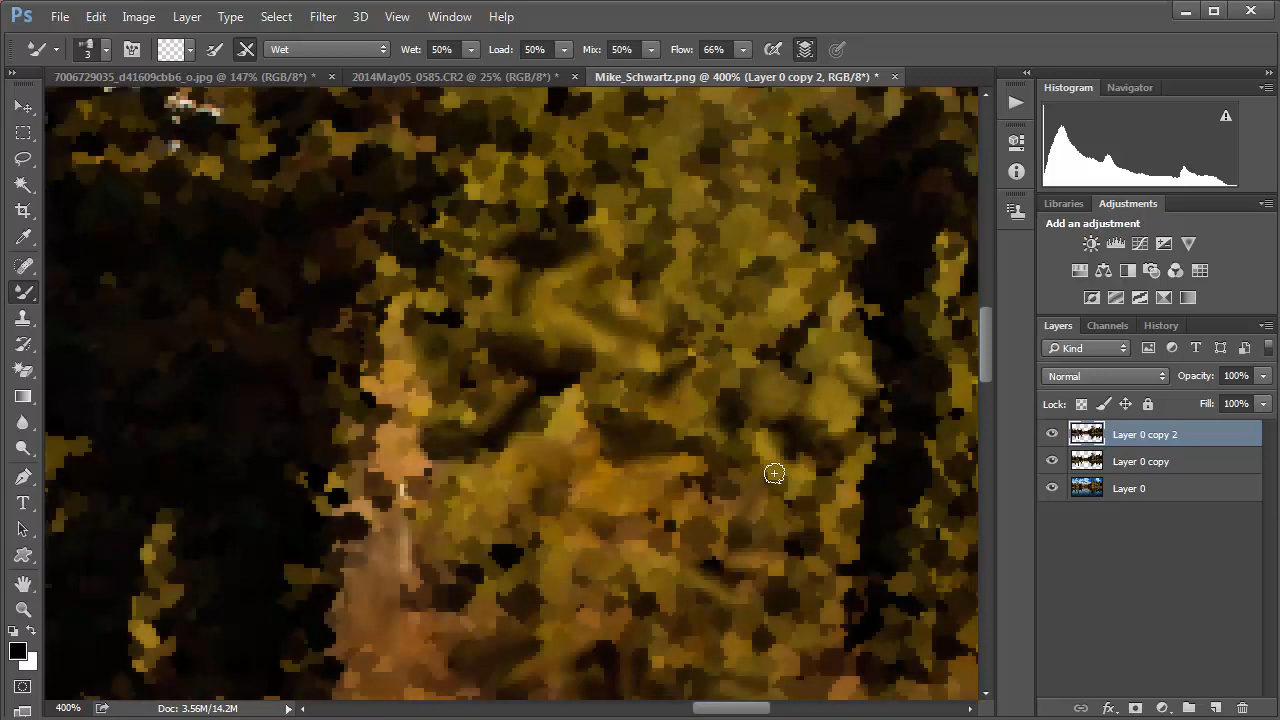 Ps File Edit Image Layer Type Select Filter 3D View Window Help
3 Wet Wet: 50% Load: 50% Mix: 50% Flow: 66%
7006729035_d41609cbb6_o.jpg @ 147% (RGB/8*) * 2014May05_0585.CR2 @ 25% (RGB/8*) * Mike_Schwartz.png @ 400% (Layer 0 copy 2, RGB/8*) *
Histogram Navigator
Libraries Adjustments
Add an adjustment
Layers Channels History
Kind
Normal Opacity: 100%
Lock: Fill: 100%
Layer 0 copy 2
Layer 0 copy
Layer 0
400% Doc: 3.56M/14.2M